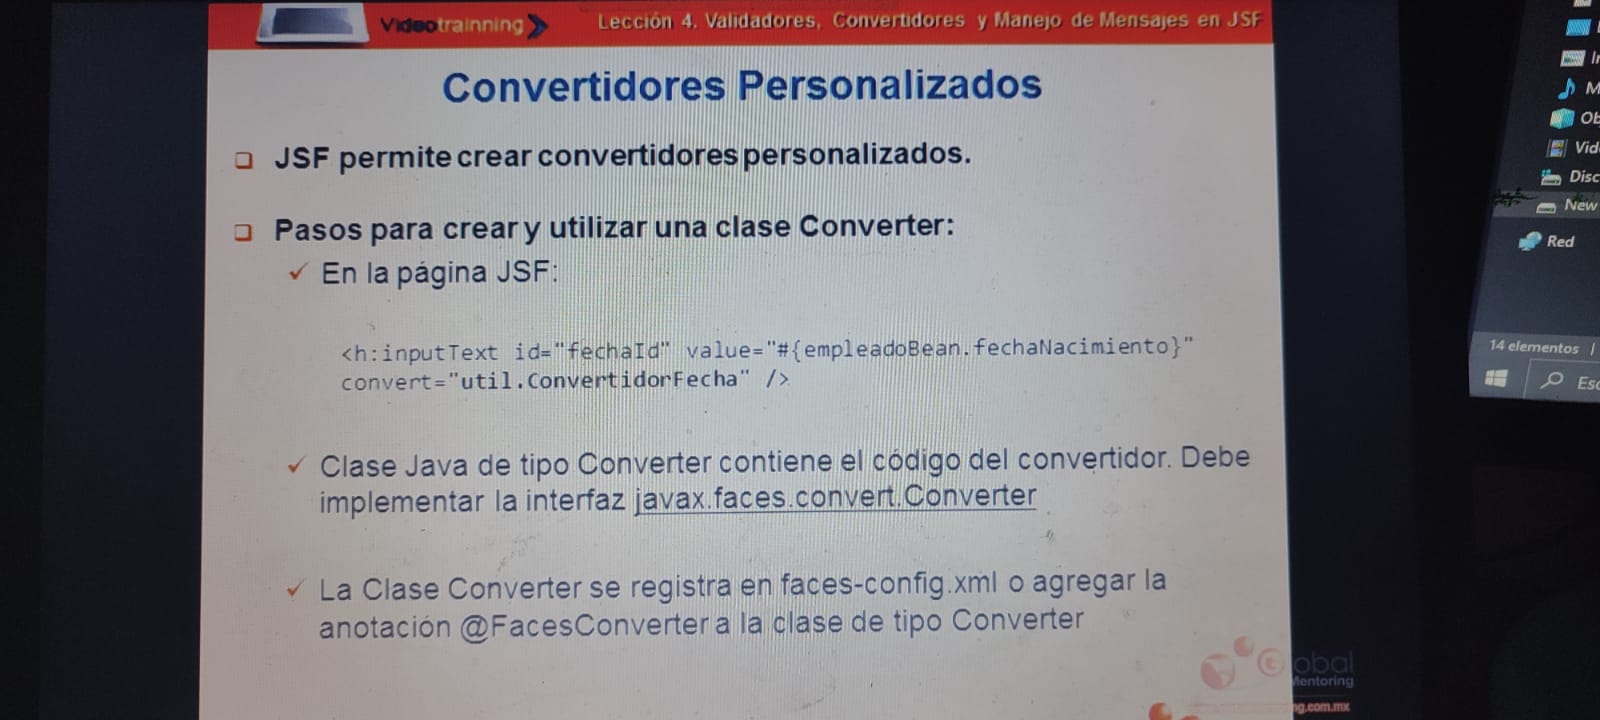 Videotrainning
Lección 4. Validadores, Convertidores y Manejo de Mensajes en JSF
Convertidores Personalizados
JSF permite crear convertidores personalizados.
Pasos para crear y utilizar una clase Converter:
En la página JSF:
<h:inputText id="fechaId" value="#{empleadoBean.fechaNacimiento}"
convert="util.ConvertidorFecha" />
Clase Java de tipo Converter contiene el código del convertidor. Debe
implementar la interfaz javax.faces.convert.Converter
La Clase Converter se registra en faces-config.xml o agregar la
anotación @FacesConverter a la clase de tipo Converter
Mentoring
ng.com.mx
Vid
Disc
New
Red
14 elementos